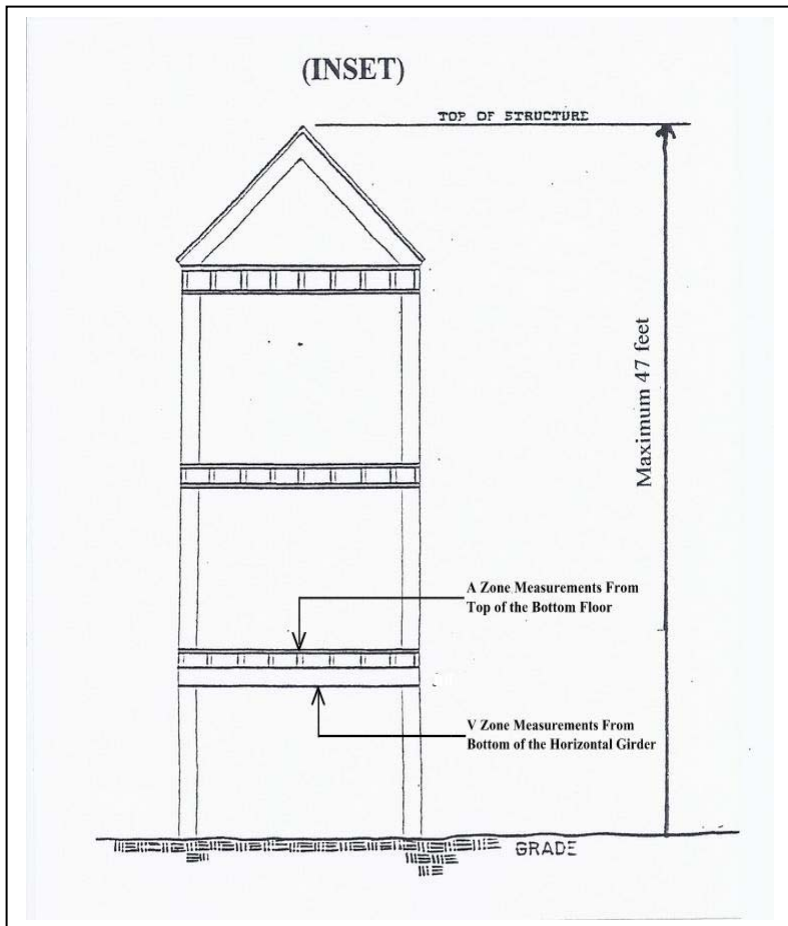 (INSET)
TOP OF STRUCTURE
Maximum 47 feet
A Zone Measurements From
Top of the Bottom Floor
V Zone Measurements From
Bottom of the Horizontal Girder
GRADE